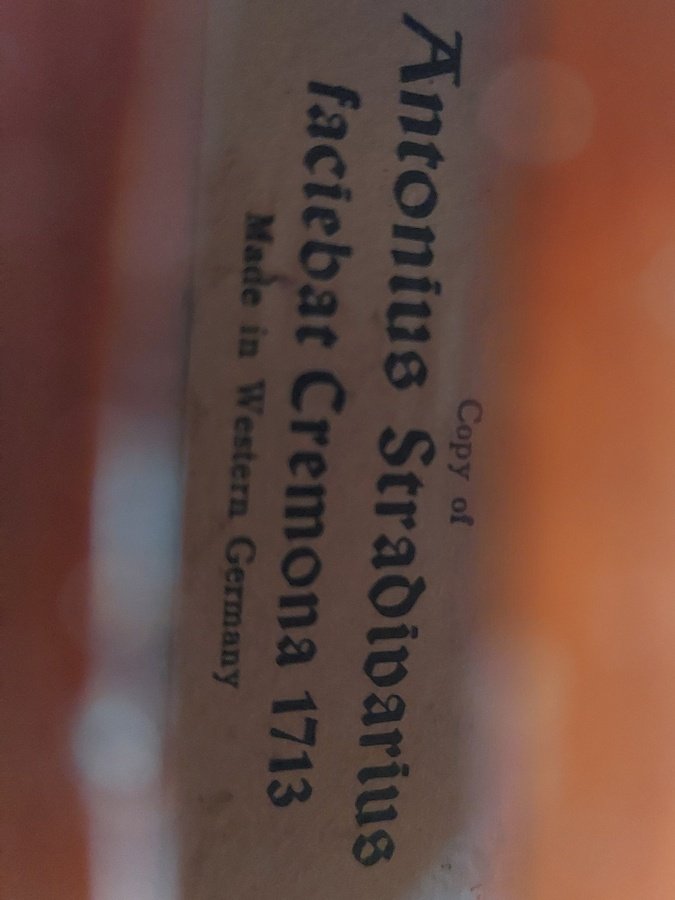 Copy of
Antonius Stradivarius
faciebat Cremona 1713
Made in Western Germany